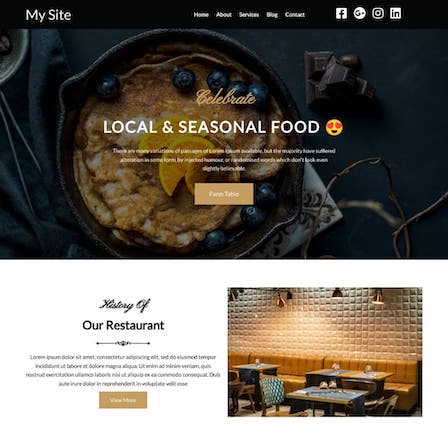 My Site
Home About Services Blog Contact
Celebrate
LOCAL & SEASONAL FOOD 😍
There are many variations of passages of Lorem Ipsum available, but the majority have suffered
alteration in some form, by injected humour, or randomised words which don't look even
slightly believable.
Farm Table
History Of
Our Restaurant
Lorem ipsum dolor sit amet, consectetur adipiscing elit, sed do eiusmod tempor
incididunt ut labore et dolore magna aliqua. Ut enim ad minim veniam, quis
nostrud exercitation ullamco laboris nisi ut aliquip ex ea commodo consequat. Duis
aute irure dolor in reprehenderit in voluptate velit esse
View More